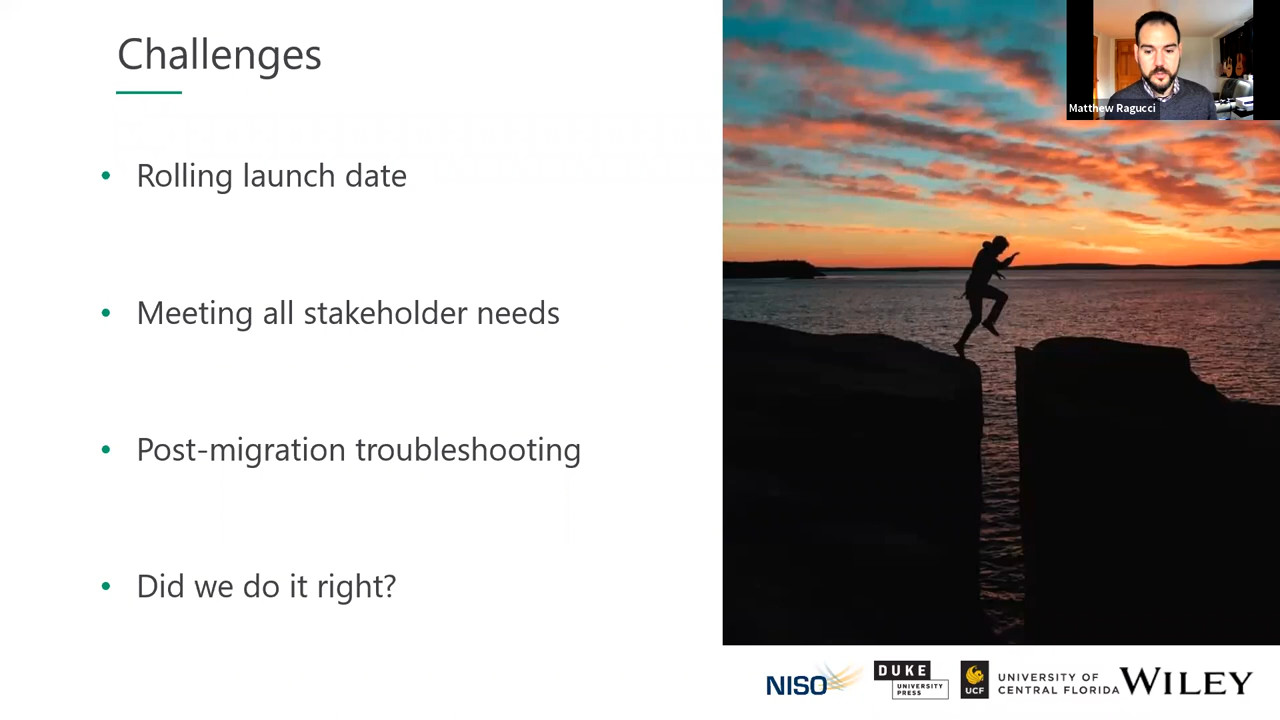 Challenges
Matthew Ragucci
• Rolling launch date
• Meeting all stakeholder needs
• Post-migration troubleshooting
• Did we do it right?
NISO
DUKE
UNIVERSITY
PRESS
UCF
UNIVERSITY OF
CENTRAL FLORIDA
WILEY